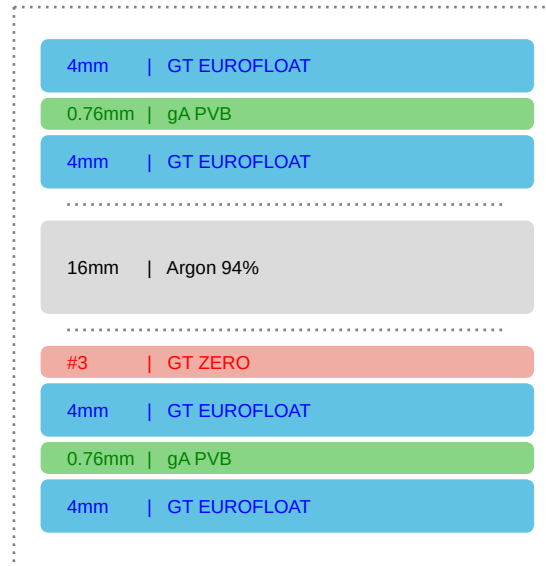 4mm | GT EUROFLOAT
0.76mm | gA PVB
4mm | GT EUROFLOAT
16mm | Argon 94%
#3 | GT ZERO
4mm | GT EUROFLOAT
0.76mm | gA PVB
4mm | GT EUROFLOAT